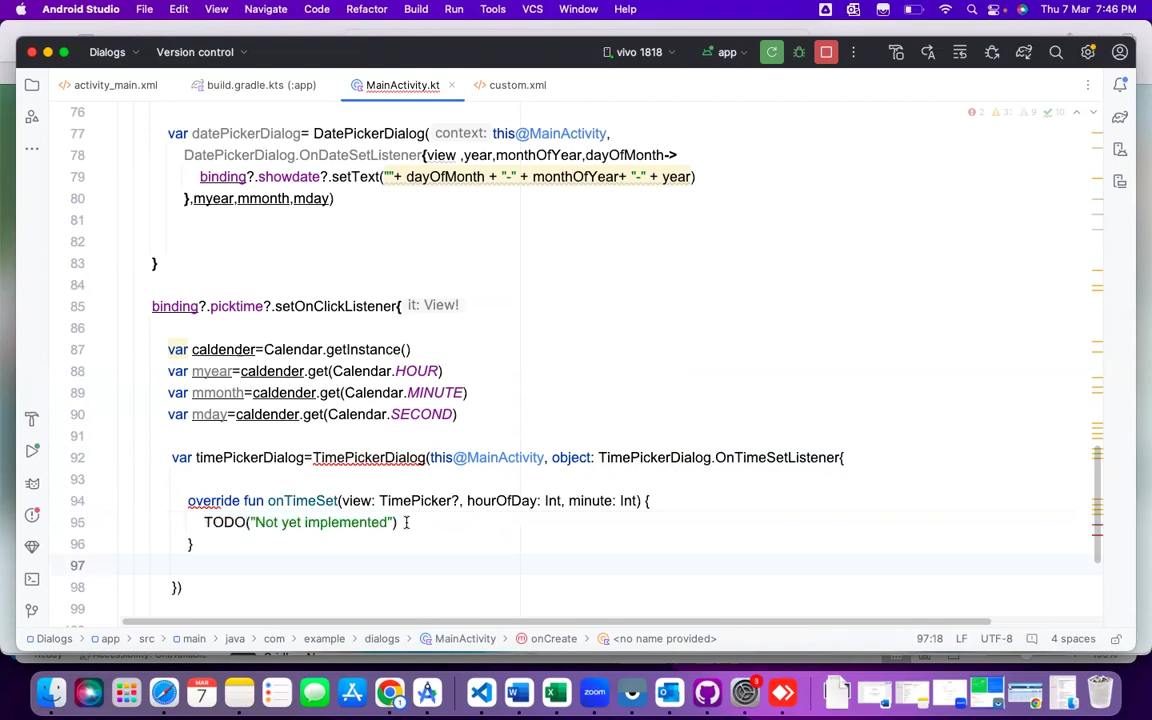 Android Studio File Edit View Navigate Code Refactor Build Run Tools VCS Window Help Thu 7 Mar 7:46 PM
Dialogs Version control vivo 1818 app
activity_main.xml build.gradle.kts (:app) MainActivity.kt custom.xml
76 2 3 9 10
77 var datePickerDialog= DatePickerDialog( context: this@MainActivity,
78 DatePickerDialog.OnDateSetListener{view ,year,monthOfYear,dayOfMonth->
79 binding?.showdate?.setText(""+ dayOfMonth + "-" + monthOfYear+ "-" + year)
80 },myear,mmonth,mday)
81
82
83 }
84
85 binding?.picktime?.setOnClickListener{ it: View!
86
87 var caldender=Calendar.getInstance()
88 var myear=caldender.get(Calendar.HOUR)
89 var mmonth=caldender.get(Calendar.MINUTE)
90 var mday=caldender.get(Calendar.SECOND)
91
92 var timePickerDialog=TimePickerDialog(this@MainActivity, object: TimePickerDialog.OnTimeSetListener{
93
94 override fun onTimeSet(view: TimePicker?, hourOfDay: Int, minute: Int) {
95 TODO("Not yet implemented")
96 }
97
98 })
99
Dialogs app src main java com example dialogs MainActivity onCreate <no name provided> 97:18 LF UTF-8 4 spaces